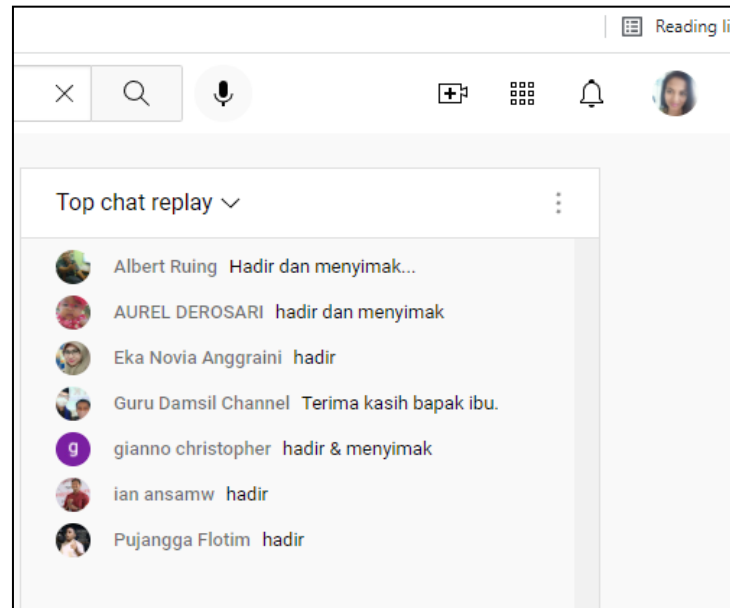 Reading li
Top chat replay
Albert Ruing Hadir dan menyimak...
AUREL DEROSARI hadir dan menyimak
Eka Novia Anggraini hadir
Guru Damsil Channel Terima kasih bapak ibu.
g gianno christopher hadir & menyimak
ian ansamw hadir
Pujangga Flotim hadir